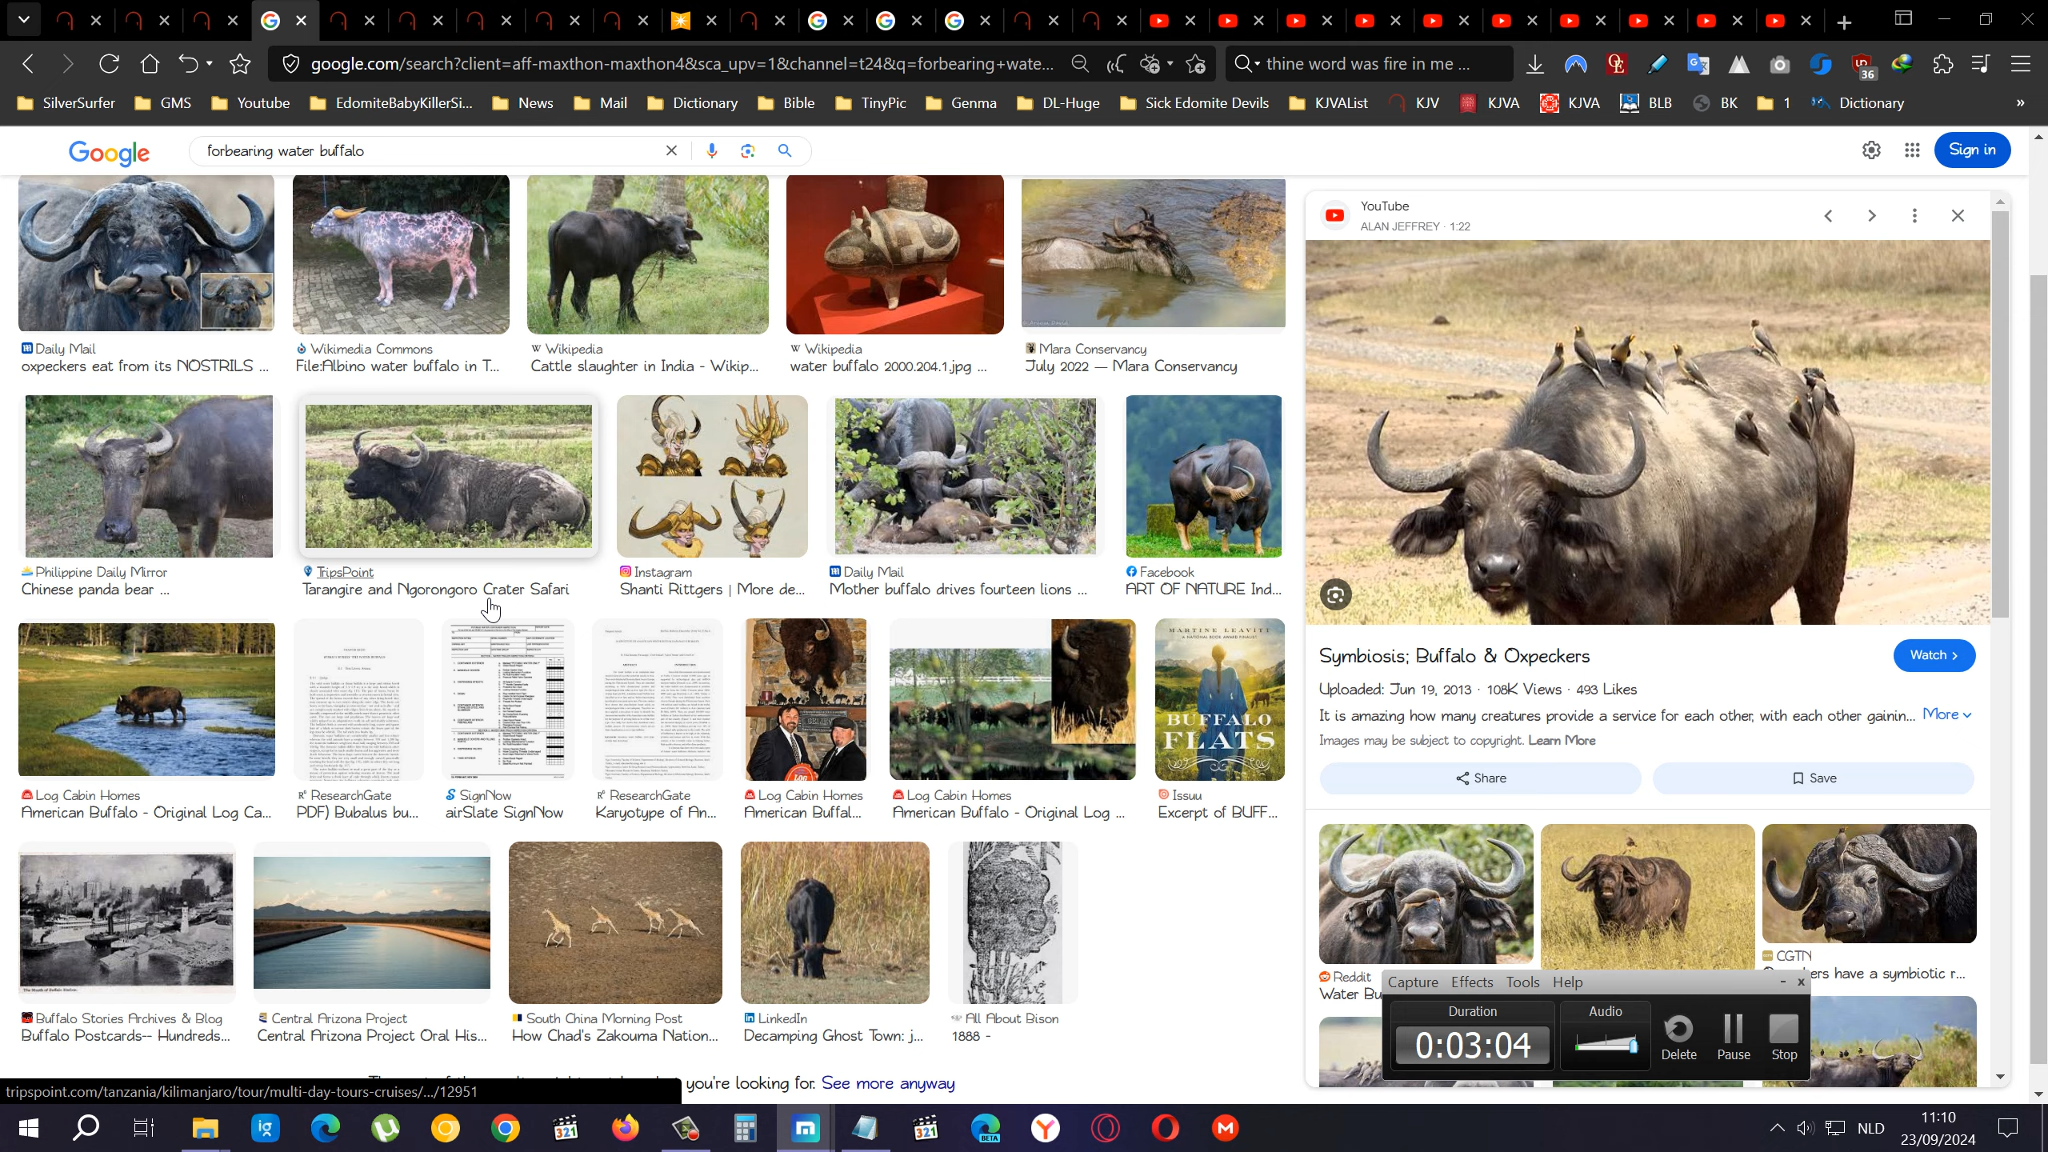 google.com/search?client=aff-maxthon-maxthon4&sca_upv=1&channel=t24&q=forbearing+wate...
thine word was fire in me ...
36
SilverSurfer
GMS
Youtube
EdomiteBabyKillerSi...
News
Mail
Dictionary
Bible
TinyPic
Genma
DL-Huge
Sick Edomite Devils
KJVAList
KJV
KJVA
KJVA
BLB
BK
1
Dictionary
»
Google
forbearing water buffalo
Sign in
Daily Mail
oxpeckers eat from its NOSTRILS ...
Wikimedia Commons
File:Albino water buffalo in T...
Wikipedia
Cattle slaughter in India - Wikip...
Wikipedia
water buffalo 2000.204.1.jpg ...
Mara Conservancy
July 2022 — Mara Conservancy
Philippine Daily Mirror
Chinese panda bear ...
TripsPoint
Tarangire and Ngorongoro Crater Safari
Instagram
Shanti Rittgers | More de...
Daily Mail
Mother buffalo drives fourteen lions ...
Facebook
ART OF NATURE Ind...
MARTINE LEAVITT
BUFFALO
FLATS
Log Cabin Homes
American Buffalo - Original Log Ca...
ResearchGate
PDF) Bubalus bu...
SignNow
airSlate SignNow
ResearchGate
Karyotype of An...
Log Cabin Homes
American Buffal...
Log Cabin Homes
American Buffalo - Original Log ...
Issuu
Excerpt of BUFF...
Buffalo Stories Archives & Blog
Buffalo Postcards-- Hundreds...
Central Arizona Project
Central Arizona Project Oral His...
South China Morning Post
How Chad's Zakouma Nation...
LinkedIn
Decamping Ghost Town: j...
All About Bison
1888 -
you're looking for. See more anyway
tripspoint.com/tanzania/kilimanjaro/tour/multi-day-tours-cruises/.../12951
YouTube
ALAN JEFFREY · 1:22
Symbiosis; Buffalo & Oxpeckers
Watch
Uploaded: Jun 19, 2013 · 108K Views · 493 Likes
It is amazing how many creatures provide a service for each other, with each other gainin... More
Images may be subject to copyright. Learn More
Share
Save
Reddit
Water Bu
CGTN
ers have a symbiotic r...
Capture Effects Tools Help
- x
Duration
0:03:04
Audio
Delete
Pause
Stop
NLD
11:10
23/09/2024